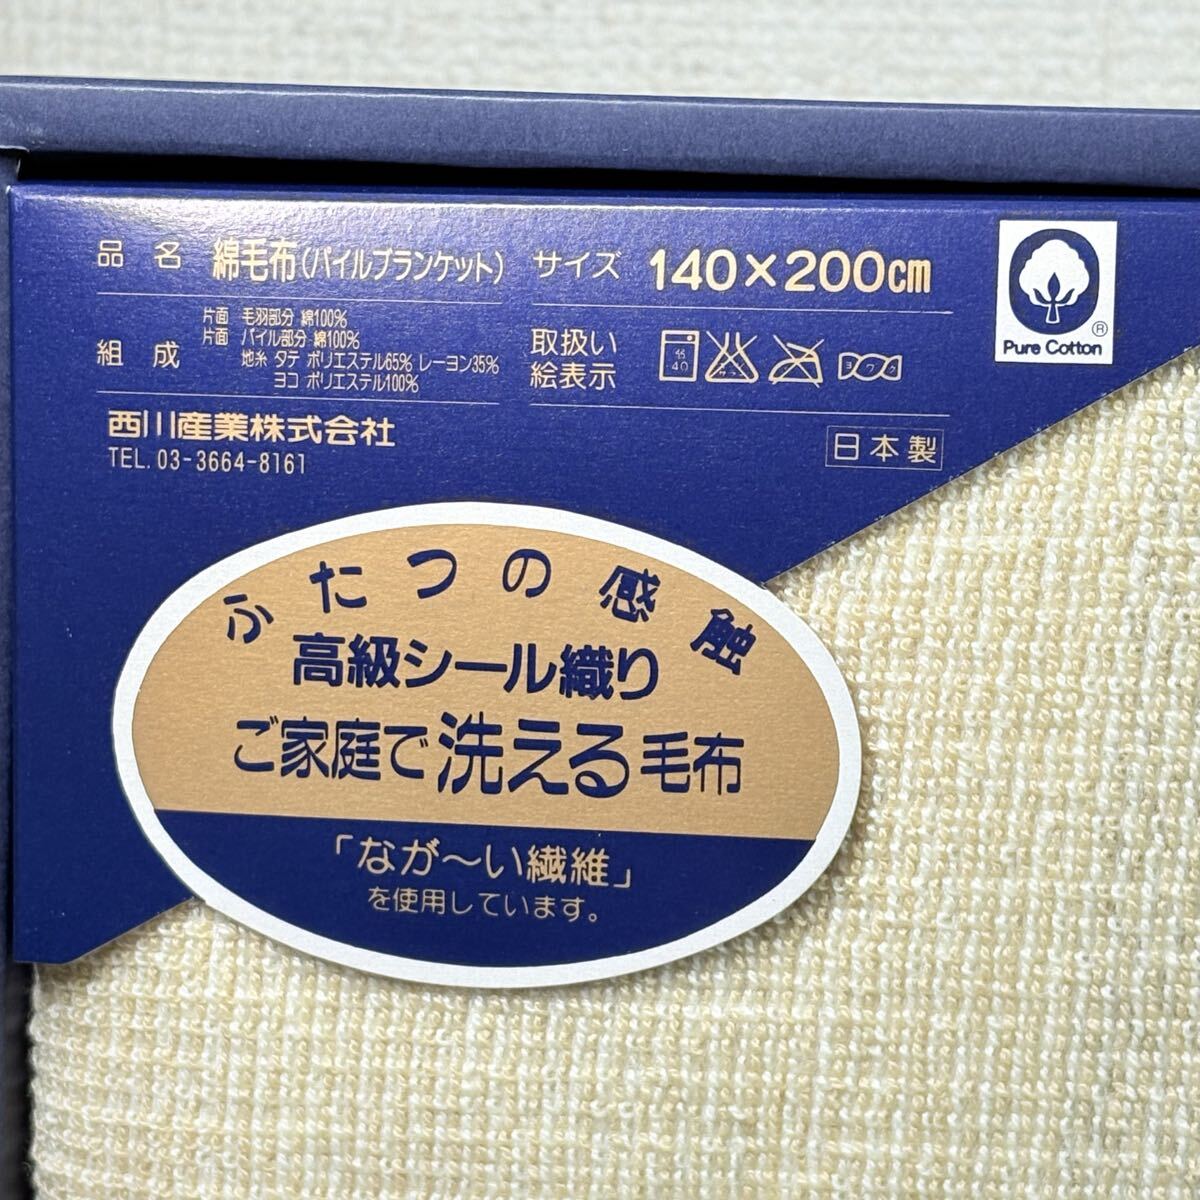 品名 綿毛布(パイルブランケット)
サイズ 140×200cm
組成
片面 毛羽部分 綿100%
片面 パイル部分 綿100%
地糸 タテ ポリエステル65% レーヨン35%
ヨコ ポリエステル100%
取扱い
絵表示
40
ヨワク
西川産業株式会社
TEL. 03-3664-8161
日本製
®
Pure Cotton
ふたつの感触
高級シール織り
ご家庭で洗える毛布
「なが〜い繊維」
を使用しています。